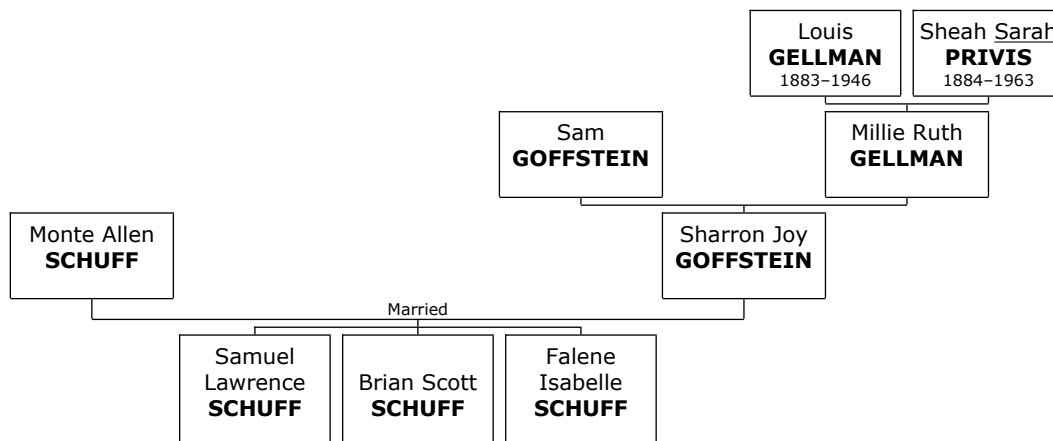 Louis
GELLMAN
1883–1946
Sheah Sarah
PRIVIS
1884–1963
Sam
GOFFSTEIN
Millie Ruth
GELLMAN
Monte Allen
SCHUFF
Sharron Joy
GOFFSTEIN
Married
Samuel
Lawrence
SCHUFF
Brian Scott
SCHUFF
Falene
Isabelle
SCHUFF